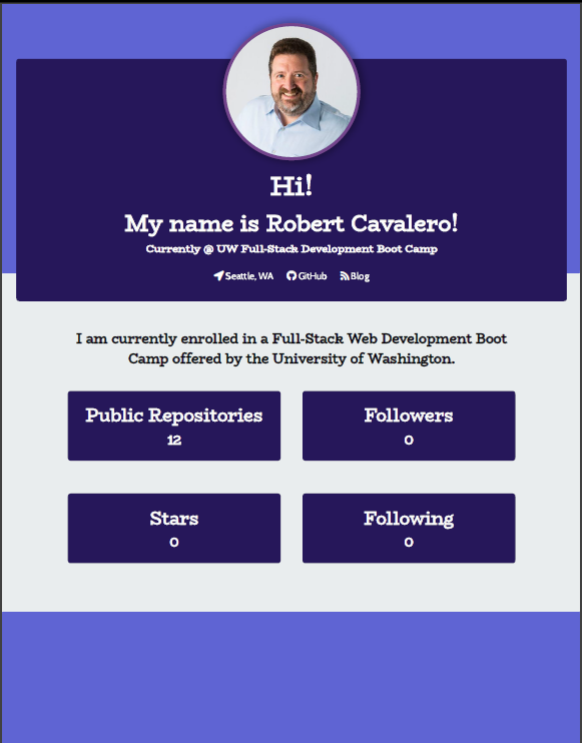 Hi!
My name is Robert Cavalero!
Currently @ UW Full-Stack Development Boot Camp
Seattle, WA GitHub Blog
I am currently enrolled in a Full-Stack Web Development Boot
Camp offered by the University of Washington.
Public Repositories
12
Followers
0
Stars
0
Following
0